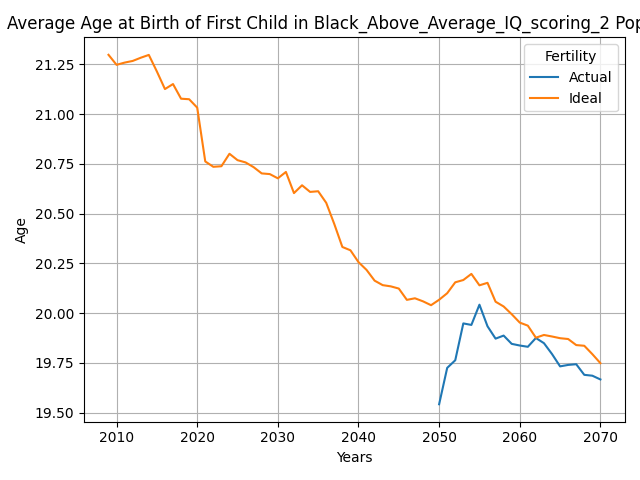 Average Age at Birth of First Child in Black_Above_Average_IQ_scoring_2 Pop
Fertility
Actual
Ideal
21.25
21.00
20.75
20.50
20.25
20.00
19.75
19.50
Age
2010 2020 2030 2040 2050 2060 2070
Years